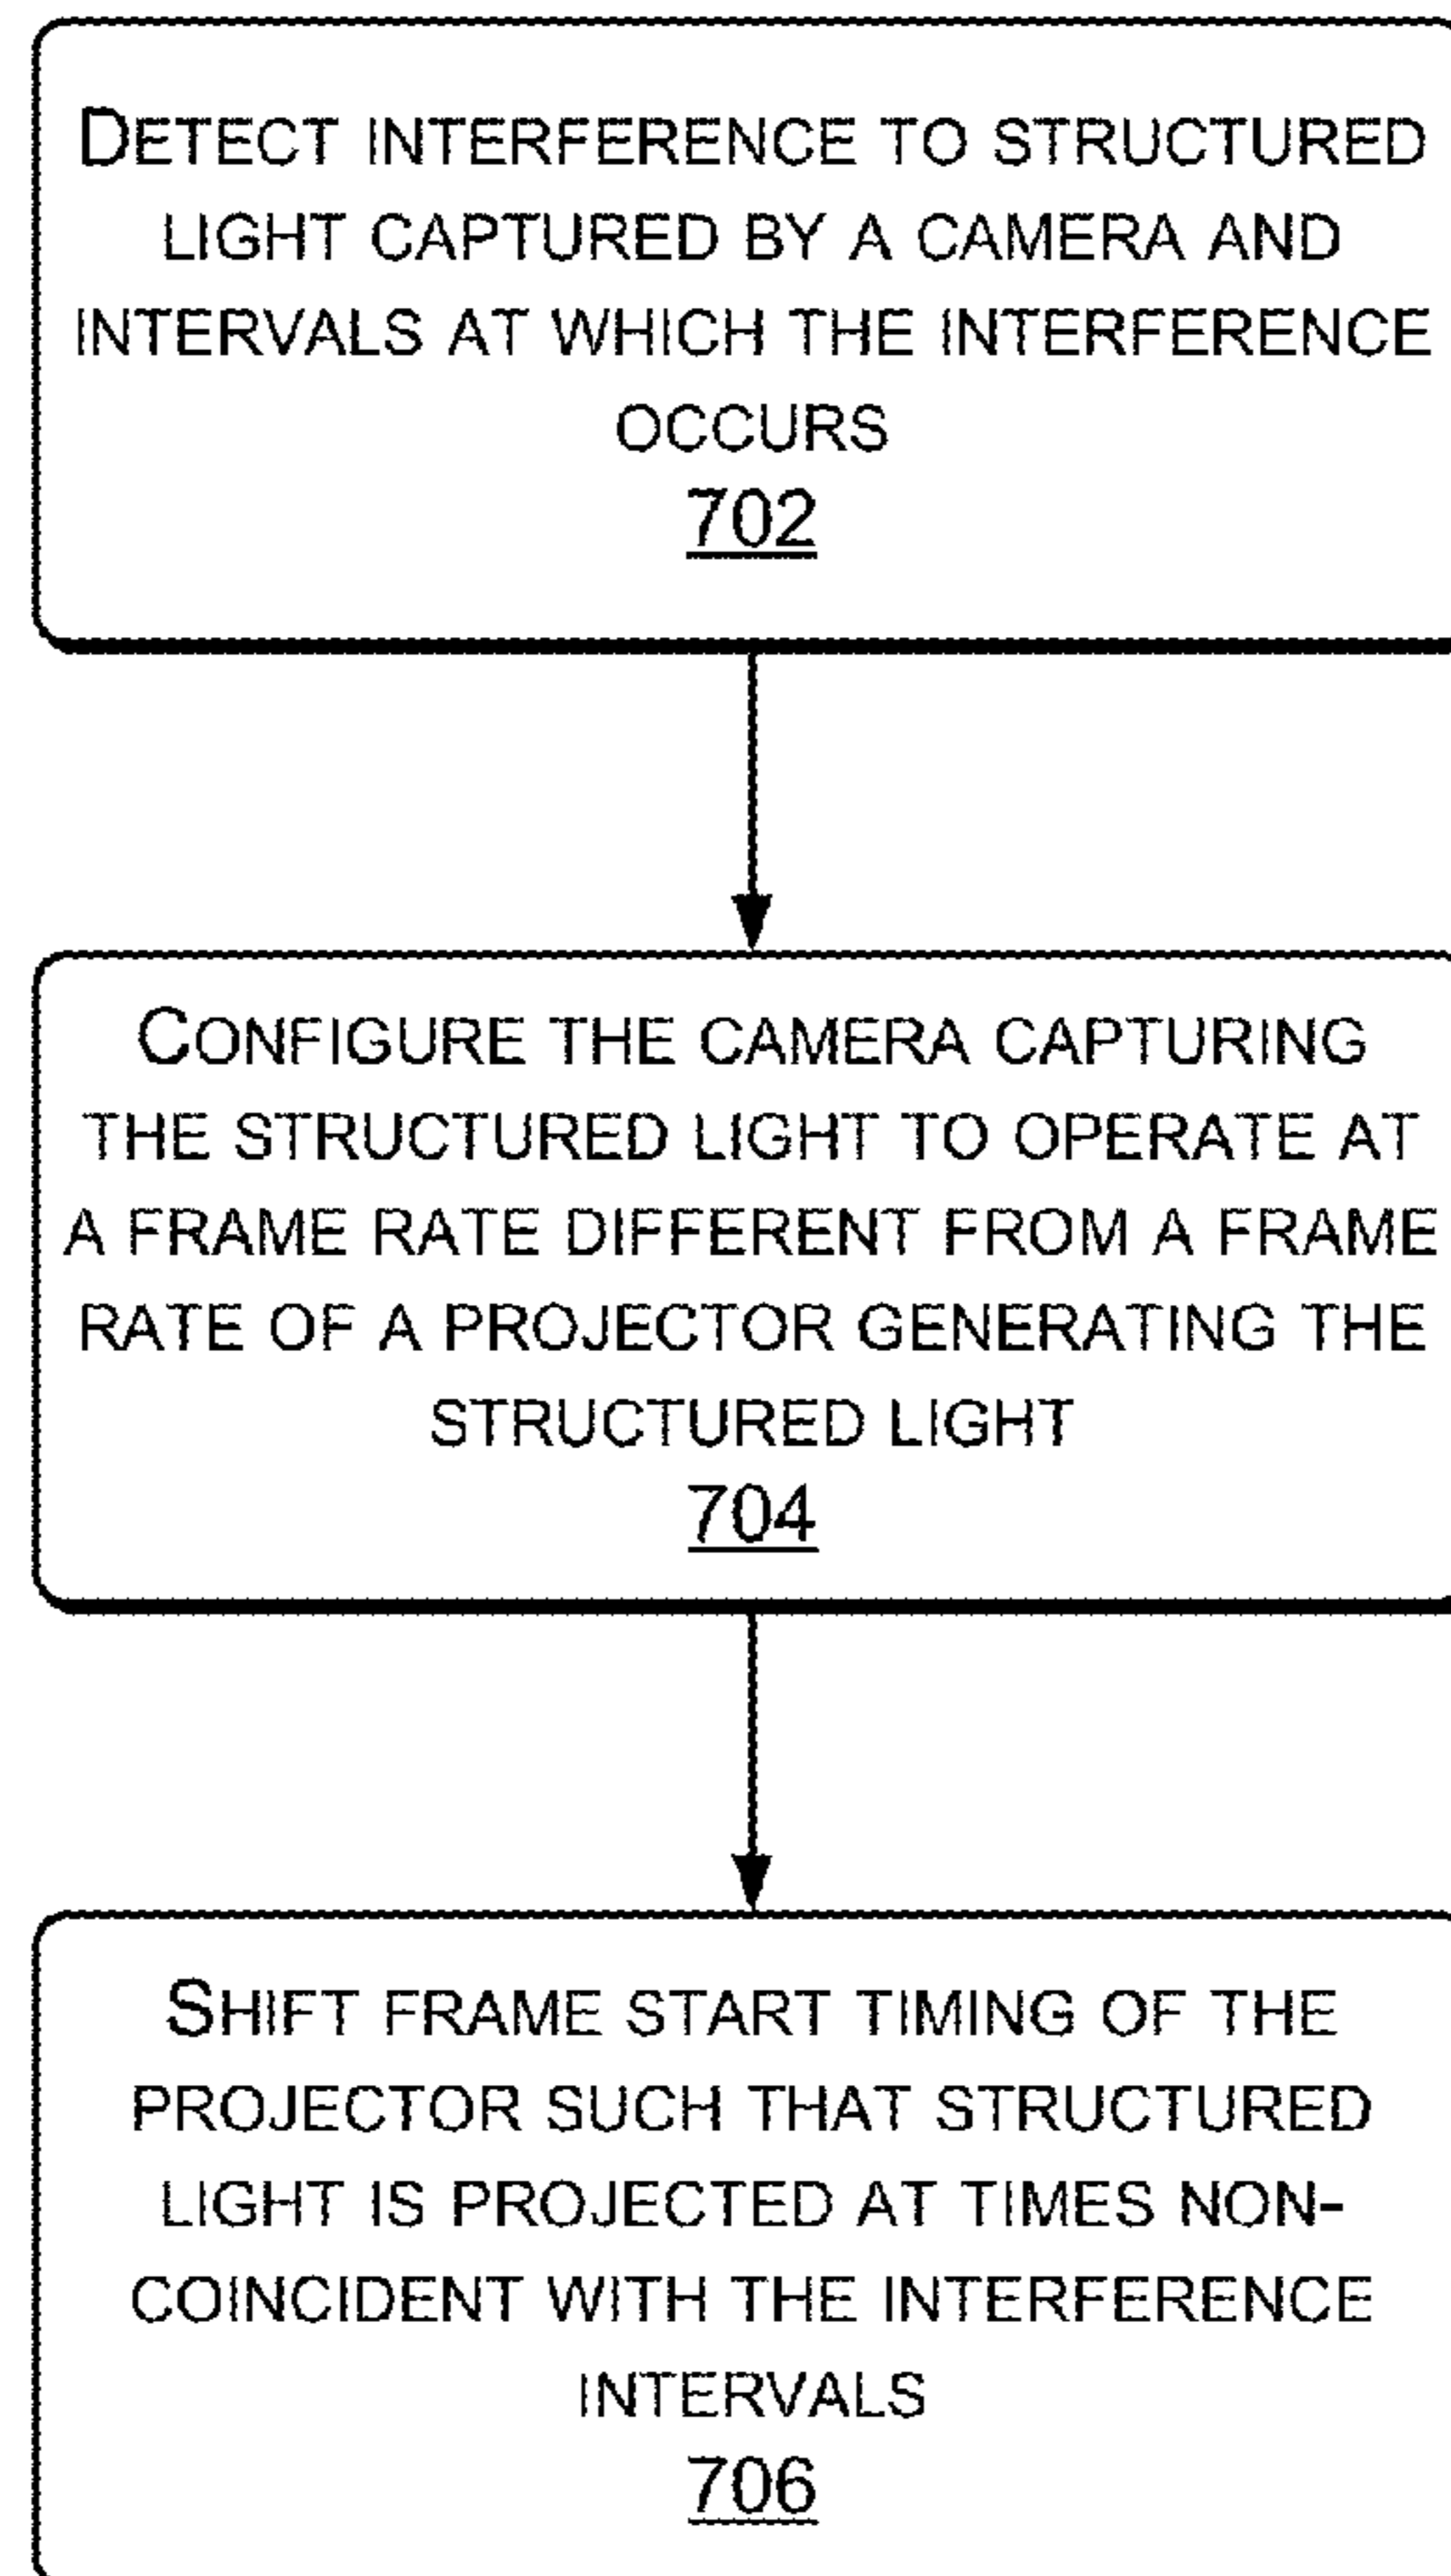 DETECT INTERFERENCE TO STRUCTURED
LIGHT CAPTURED BY A CAMERA AND
INTERVALS AT WHICH THE INTERFERENCE
OCCURS
702
CONFIGURE THE CAMERA CAPTURING
THE STRUCTURED LIGHT TO OPERATE AT
A FRAME RATE DIFFERENT FROM A FRAME
RATE OF A PROJECTOR GENERATING THE
STRUCTURED LIGHT
704
SHIFT FRAME START TIMING OF THE
PROJECTOR SUCH THAT STRUCTURED
LIGHT IS PROJECTED AT TIMES NON-
COINCIDENT WITH THE INTERFERENCE
INTERVALS
706